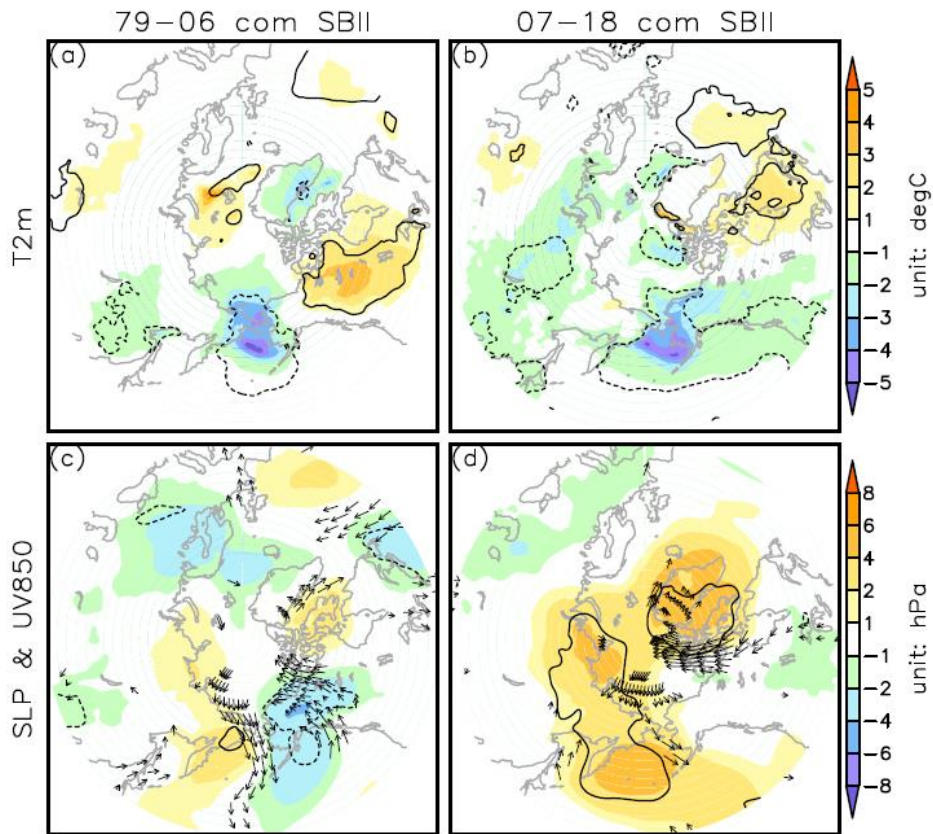 79-06 com SBII
07-18 com SBII
(a)
(b)
T2m
5
4
3
2
1
-1
-2
-3
-4
-5
unit: degC
(c)
(d)
SLP & UV850
8
6
4
2
1
-1
-2
-4
-6
-8
unit: hPa